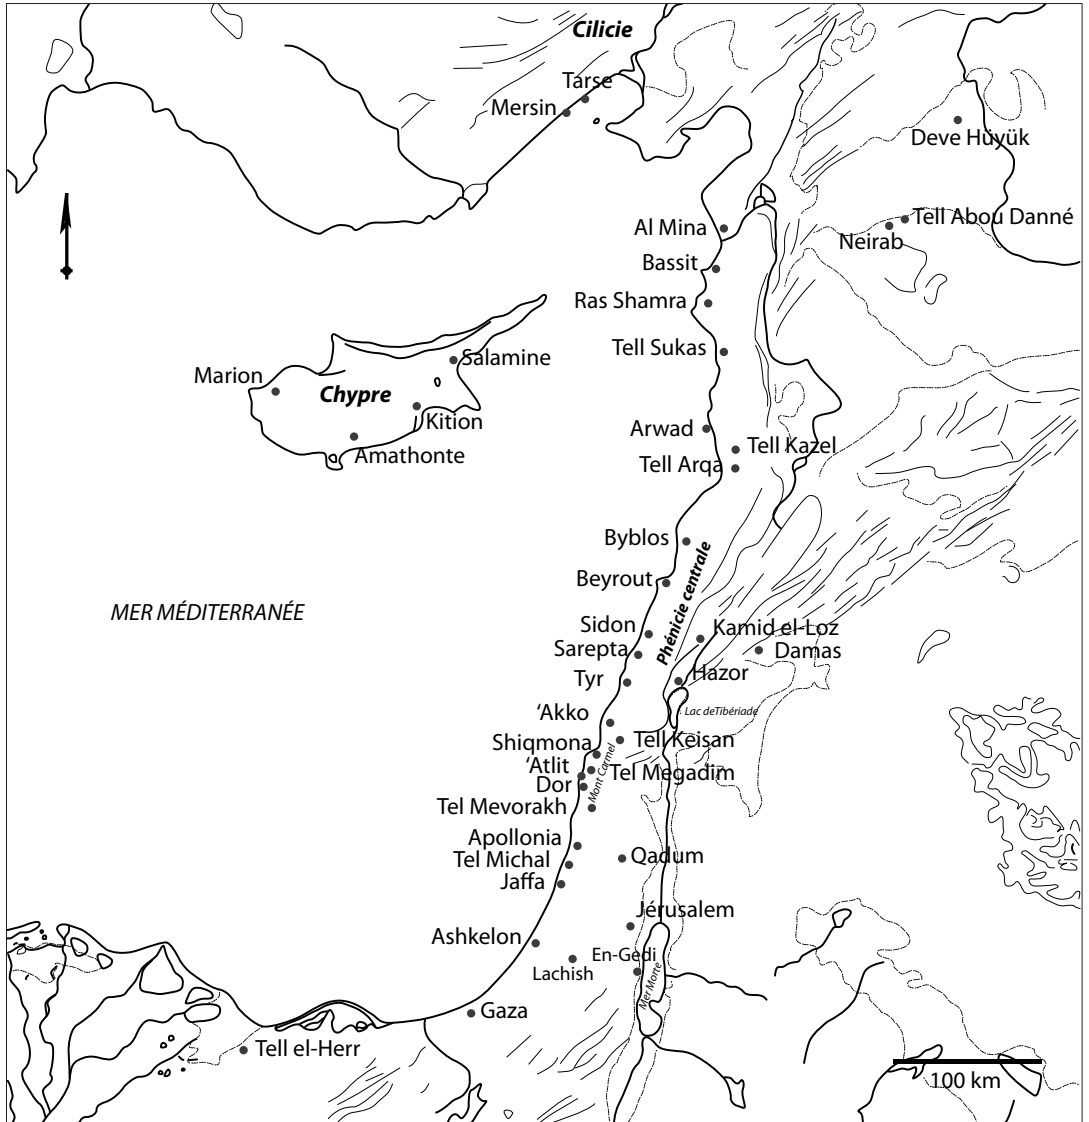 Cilicie
Tarse
Mersin
Deve Hüyük
Al Mina
Tell Abou Danné
Neirab
Bassit
Ras Shamra
Tell Sukas
Salamine
Marion
Chypre
Kition
Amathonte
Arwad
Tell Kazel
Tell Arqa
Byblos
Beyrout
Phénicie centrale
MER MÉDITERRANÉE
Sidon
Kamid el-Loz
Sarepta
Damas
Tyr
Hazor
Lac deTibériade
‘Akko
Shiqmona
Tell Keisan
‘Atlit
Tel Megadim
Dor
Mont Carmel
Tel Mevorakh
Apollonia
Tel Michal
Qadum
Jaffa
Jérusalem
Ashkelon
En-Gedi
Lachish
Mer Morte
Gaza
Tell el-Herr
100 km